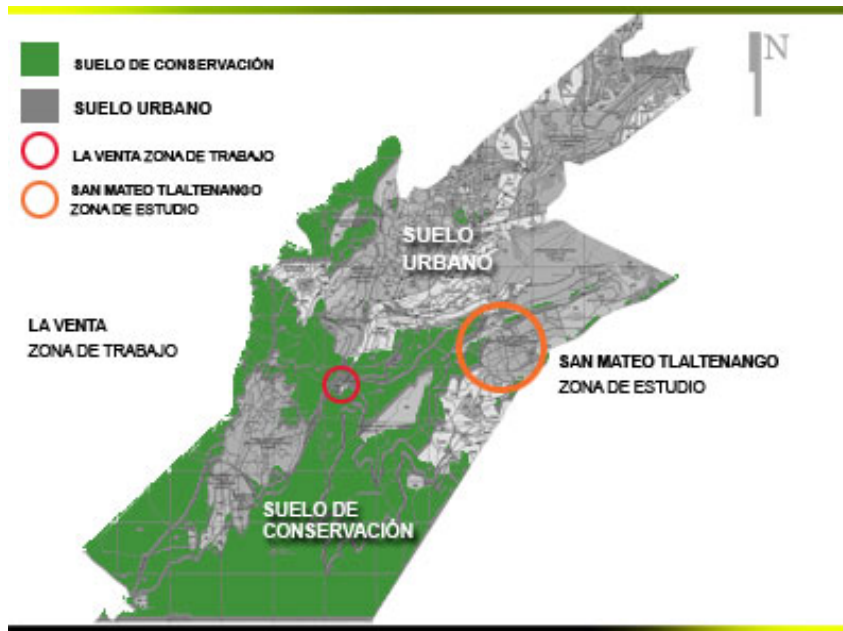 SUELO DE CONSERVACIÓN
SUELO URBANO
LA VENTA ZONA DE TRABAJO
SAN MATEO TLALTENANGO
ZONA DE ESTUDIO
N
SUELO
URBANO
LA VENTA
ZONA DE TRABAJO
SAN MATEO TLALTENANGO
ZONA DE ESTUDIO
SUELO DE
CONSERVACIÓN